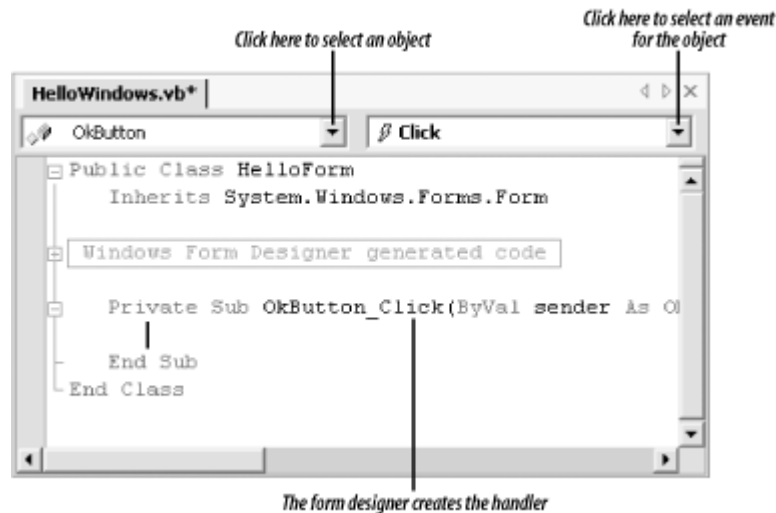 Click here to select an object
Click here to select an event
for the object
HelloWindows.vb*
OkButton
Click
Public Class HelloForm
Inherits System.Windows.Forms.Form
Windows Form Designer generated code
Private Sub OkButton_Click(ByVal sender As O
End Sub
End Class
The form designer creates the handler